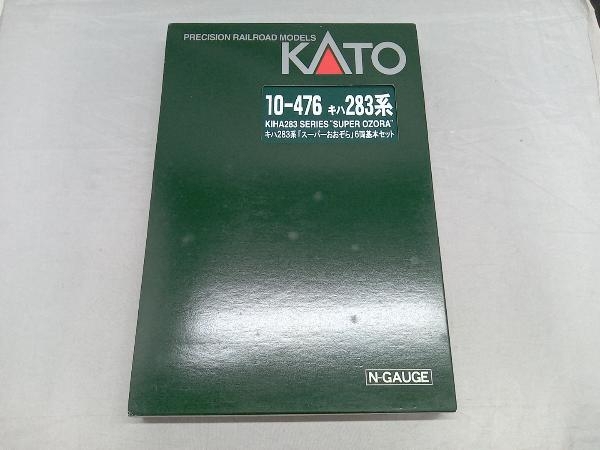 PRECISION RAILROAD MODELS
KATO
10-476 キハ283系
KIHA283 SERIES "SUPER OZORA"
キハ283系「スーパーおおぞら」6両基本セット
N-GAUGE